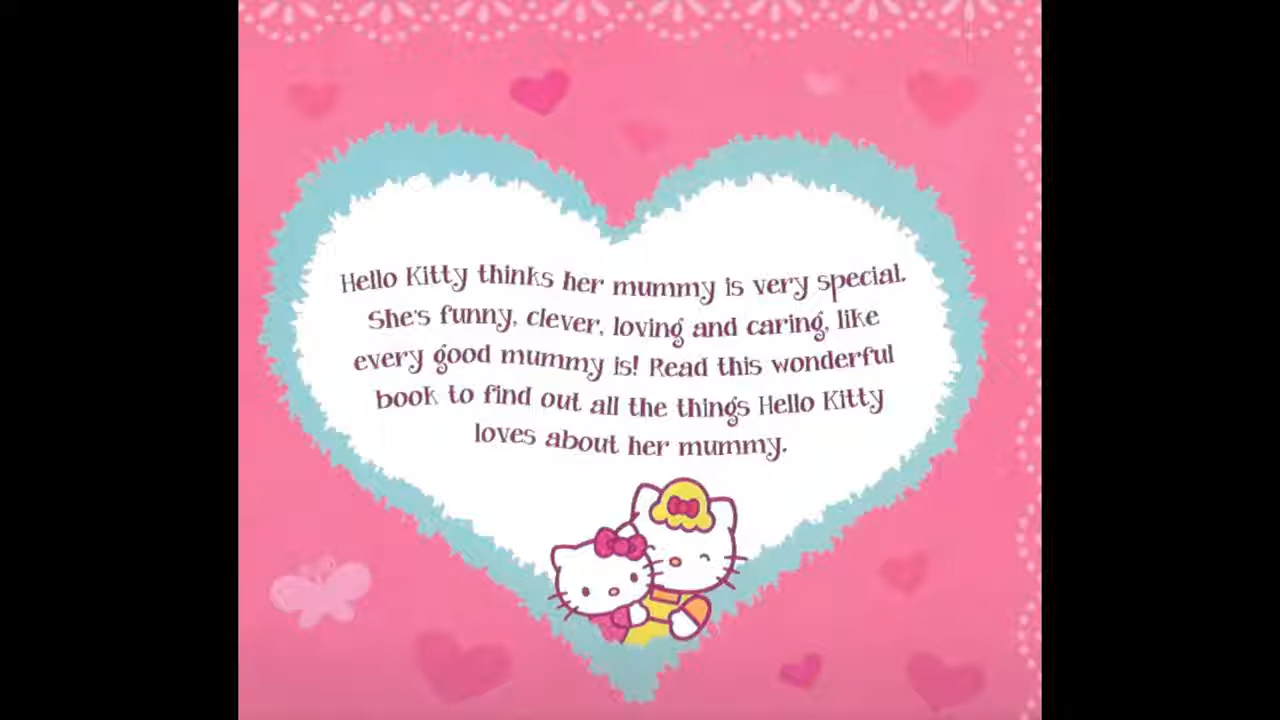 Hello Kitty thinks her mummy is very special.
She's funny, clever, loving and caring, like
every good mummy is! Read this wonderful
book to find out all the things Hello Kitty
loves about her mummy.